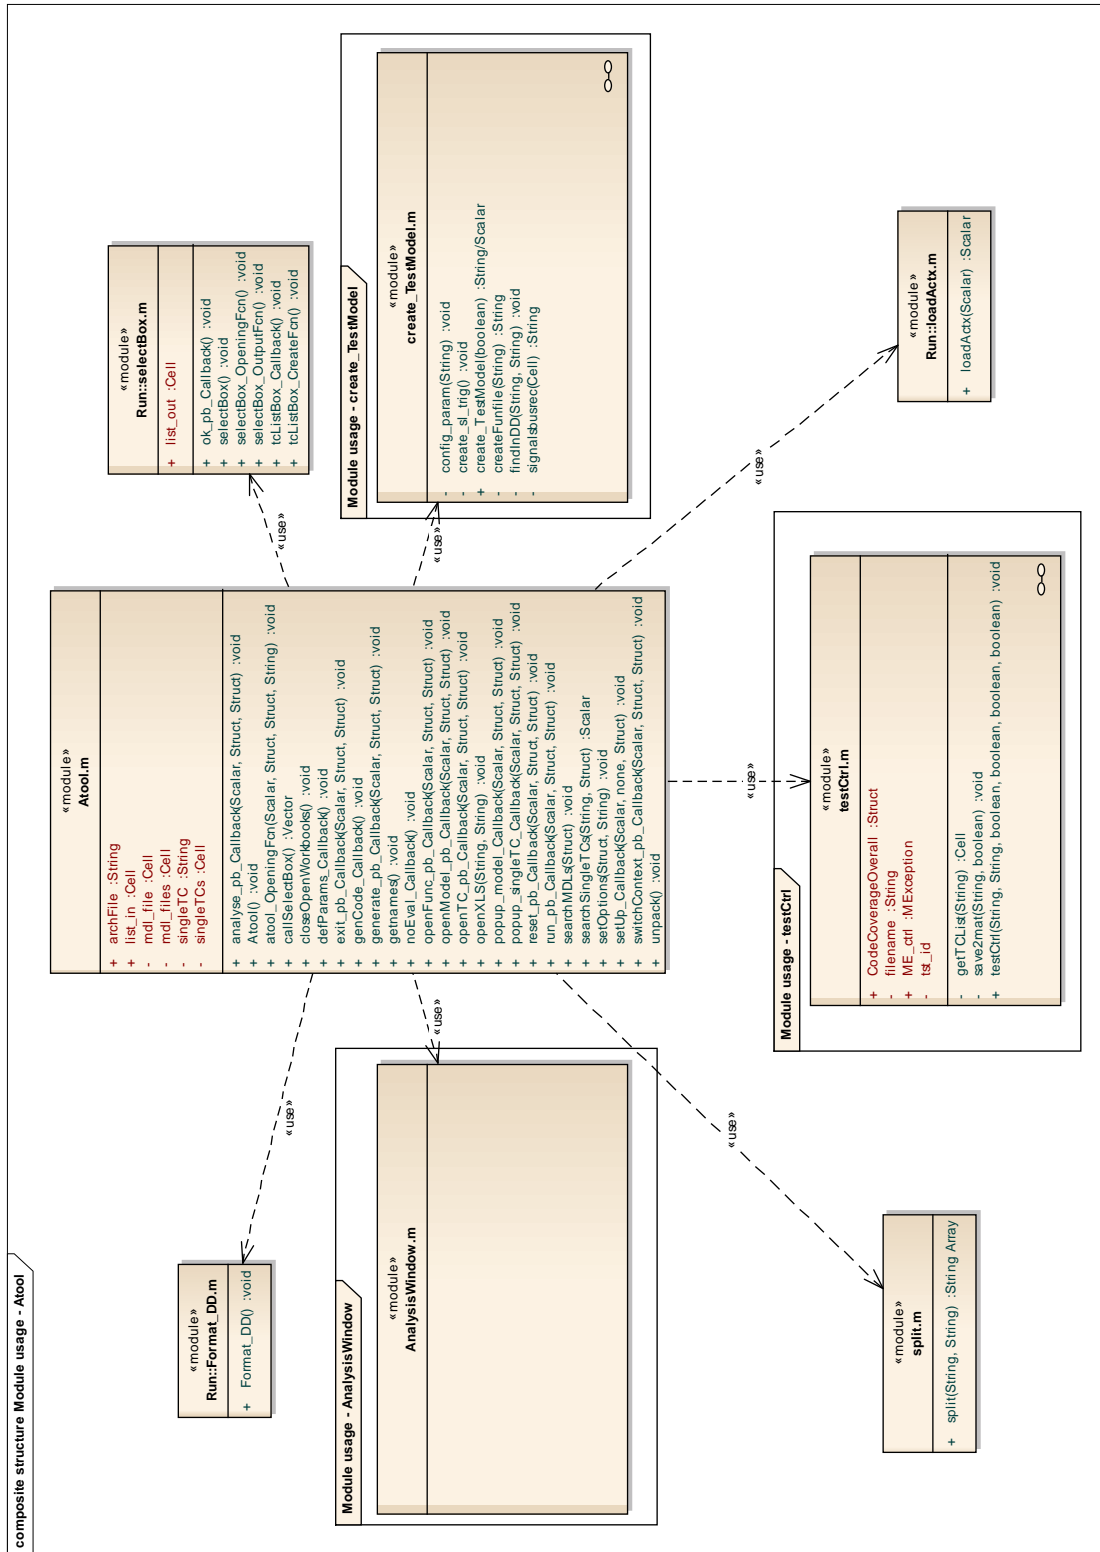 composite structure Module usage - Atool
«module»
Run::Format_DD.m
+ Format_DD() :void
«use»
«module»
Atool.m
+ archFile :String
+ list_in :Cell
- mdl_file :Cell
- mdl_files :Cell
- singleTC :String
- singleTCs :Cell
+ analyse_pb_Callback(Scalar, Struct, Struct) :void
+ Atool() :void
+ atool_OpeningFcn(Scalar, Struct, Struct, String) :void
+ callSelectBox() :Vector
+ closeOpenWorkbooks() :void
+ defParams_Callback() :void
+ exit_pb_Callback(Scalar, Struct, Struct) :void
+ genCode_Callback() :void
+ generate_pb_Callback(Scalar, Struct, Struct) :void
+ getnames() :void
+ noEval_Callback() :void
+ openFunc_pb_Callback(Scalar, Struct, Struct) :void
+ openModel_pb_Callback(Scalar, Struct, Struct) :void
+ openTC_pb_Callback(Scalar, Struct, Struct) :void
+ openXLS(String, String) :void
+ popup_model_Callback(Scalar, Struct, Struct) :void
+ popup_singleTC_Callback(Scalar, Struct, Struct) :void
+ reset_pb_Callback(Scalar, Struct, Struct) :void
+ run_pb_Callback(Scalar, Struct, Struct) :void
+ searchMDLs(Struct) :void
+ searchSingleTCs(String, Struct) :Scalar
+ setOptions(Struct, String) :void
+ setUp_Callback(Scalar, none, Struct) :void
+ switchContext_pb_Callback(Scalar, Struct, Struct) :void
+ unpack() :void
«use»
«module»
Run::selectBox.m
+ list_out :Cell
+ ok_pb_Callback() :void
+ selectBox() :void
+ selectBox_OpeningFcn() :void
+ selectBox_OutputFcn() :void
+ tcListBox_Callback() :void
+ tcListBox_CreateFcn() :void
Module usage - AnalysisWindow
«module»
AnalysisWindow.m
«use»
«use»
Module usage - create_TestModel
«module»
create_TestModel.m
- config_param(String) :void
- create_sl_trig() :void
+ create_TestModel(boolean) :String/Scalar
- createFunfile(String) :String
- findInDD(String, String) :void
- signalsbusrec(Cell) :String
«use»
«use»
«use»
Module usage - testCtrl
«module»
testCtrl.m
+ CodeCoverageOverall :Struct
- filename :String
+ ME_ctrl :MException
- tst_id
- getTCList(String) :Cell
- save2mat(String, boolean) :void
+ testCtrl(String, String, boolean, boolean, boolean, boolean) :void
«module»
split.m
+ split(String, String) :String Array
«module»
Run::loadActx.m
+ loadActx(Scalar) :Scalar